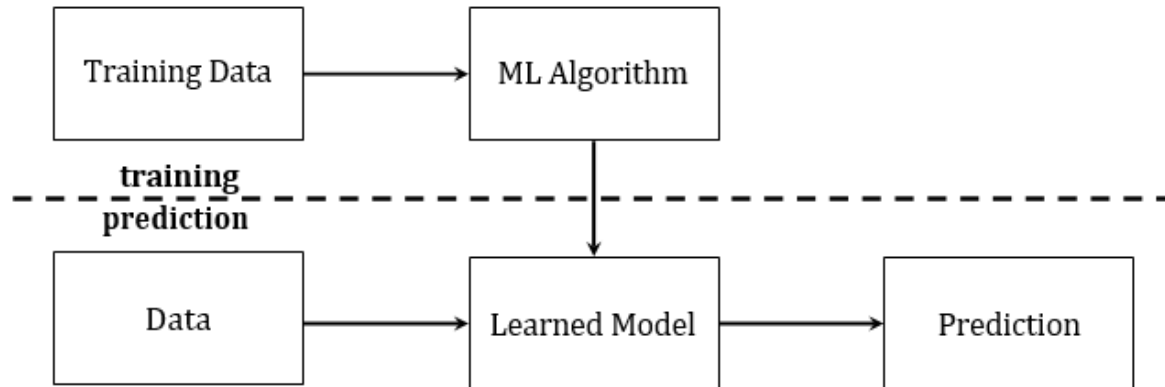 Training Data
ML Algorithm
training
prediction
Data
Learned Model
Prediction